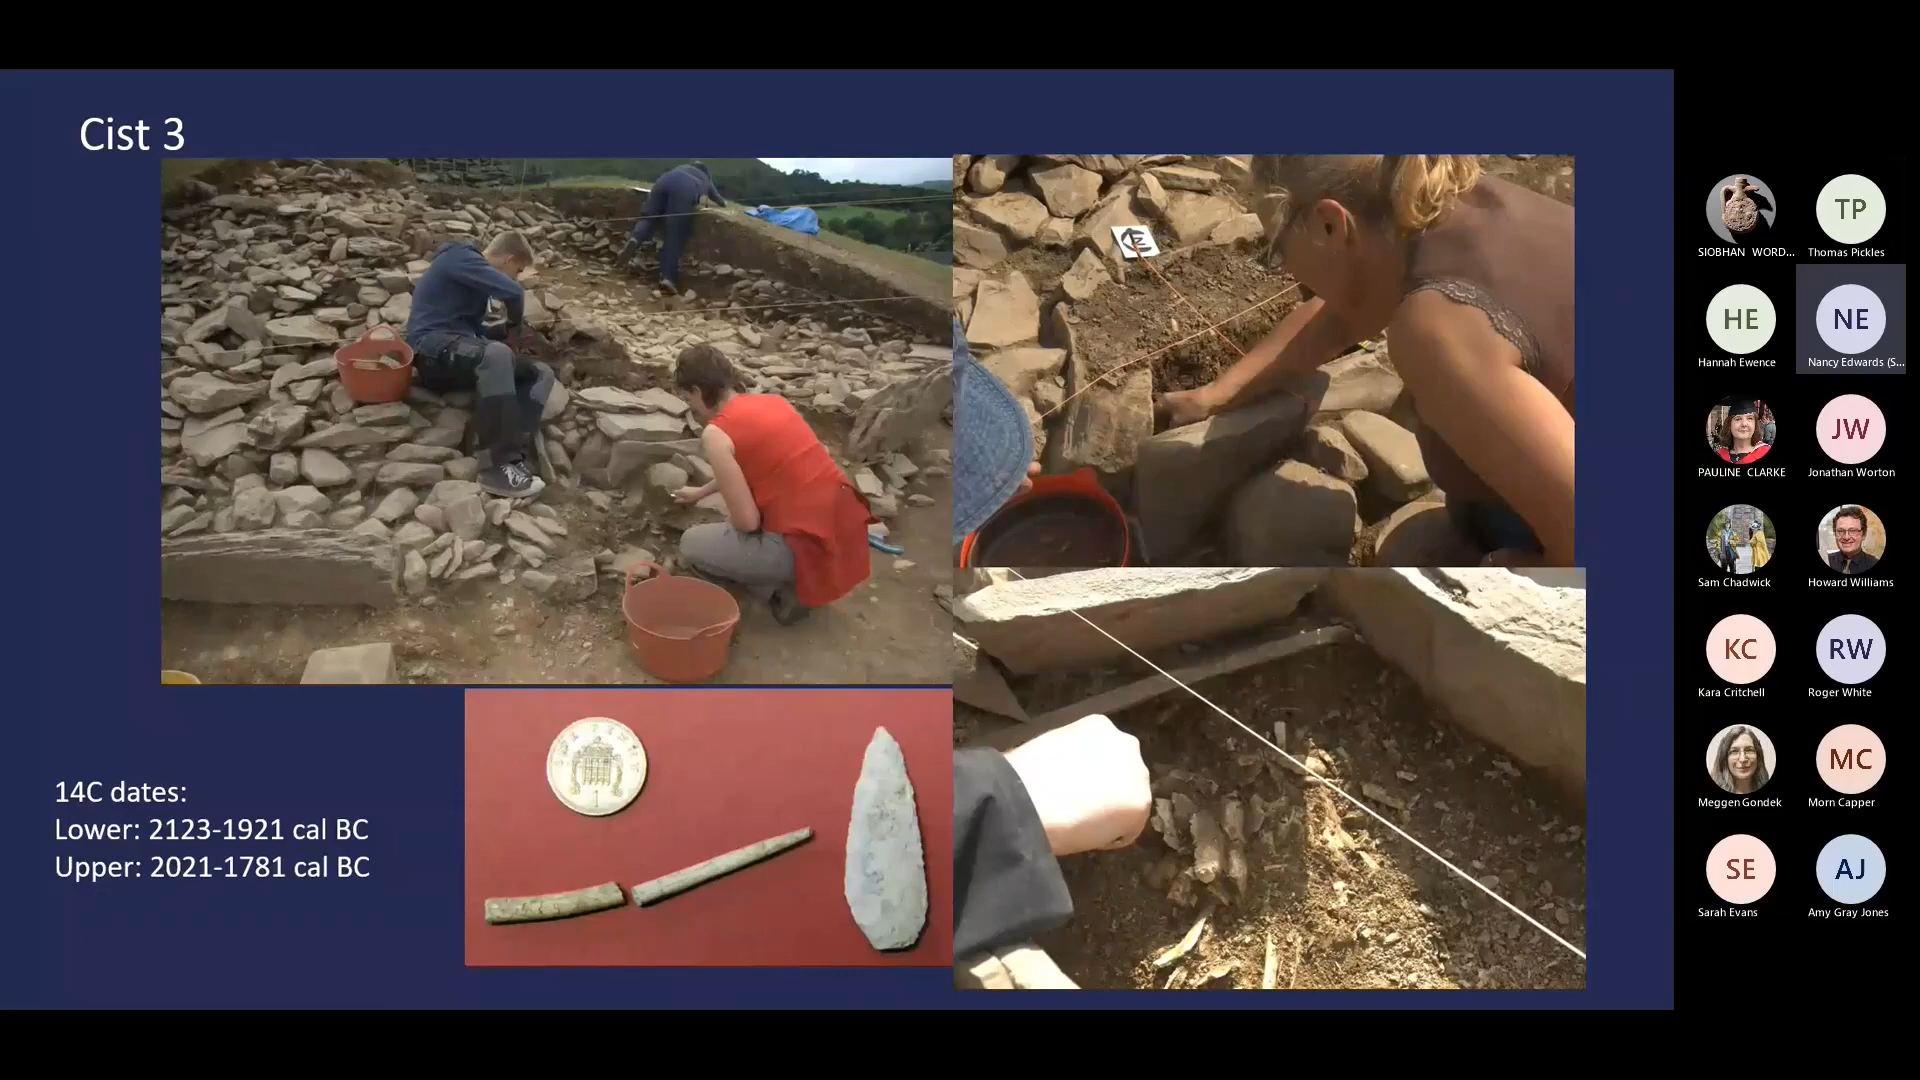 Cist 3
14C dates:
Lower: 2123-1921 cal BC
Upper: 2021-1781 cal BC
1
SIOBHAN WORD...
TP
Thomas Pickles
HE
Hannah Ewence
NE
Nancy Edwards (S...
PAULINE CLARKE
JW
Jonathan Worton
Sam Chadwick
Howard Williams
KC
Kara Critchell
RW
Roger White
Meggen Gondek
MC
Morn Capper
SE
Sarah Evans
AJ
Amy Gray Jones